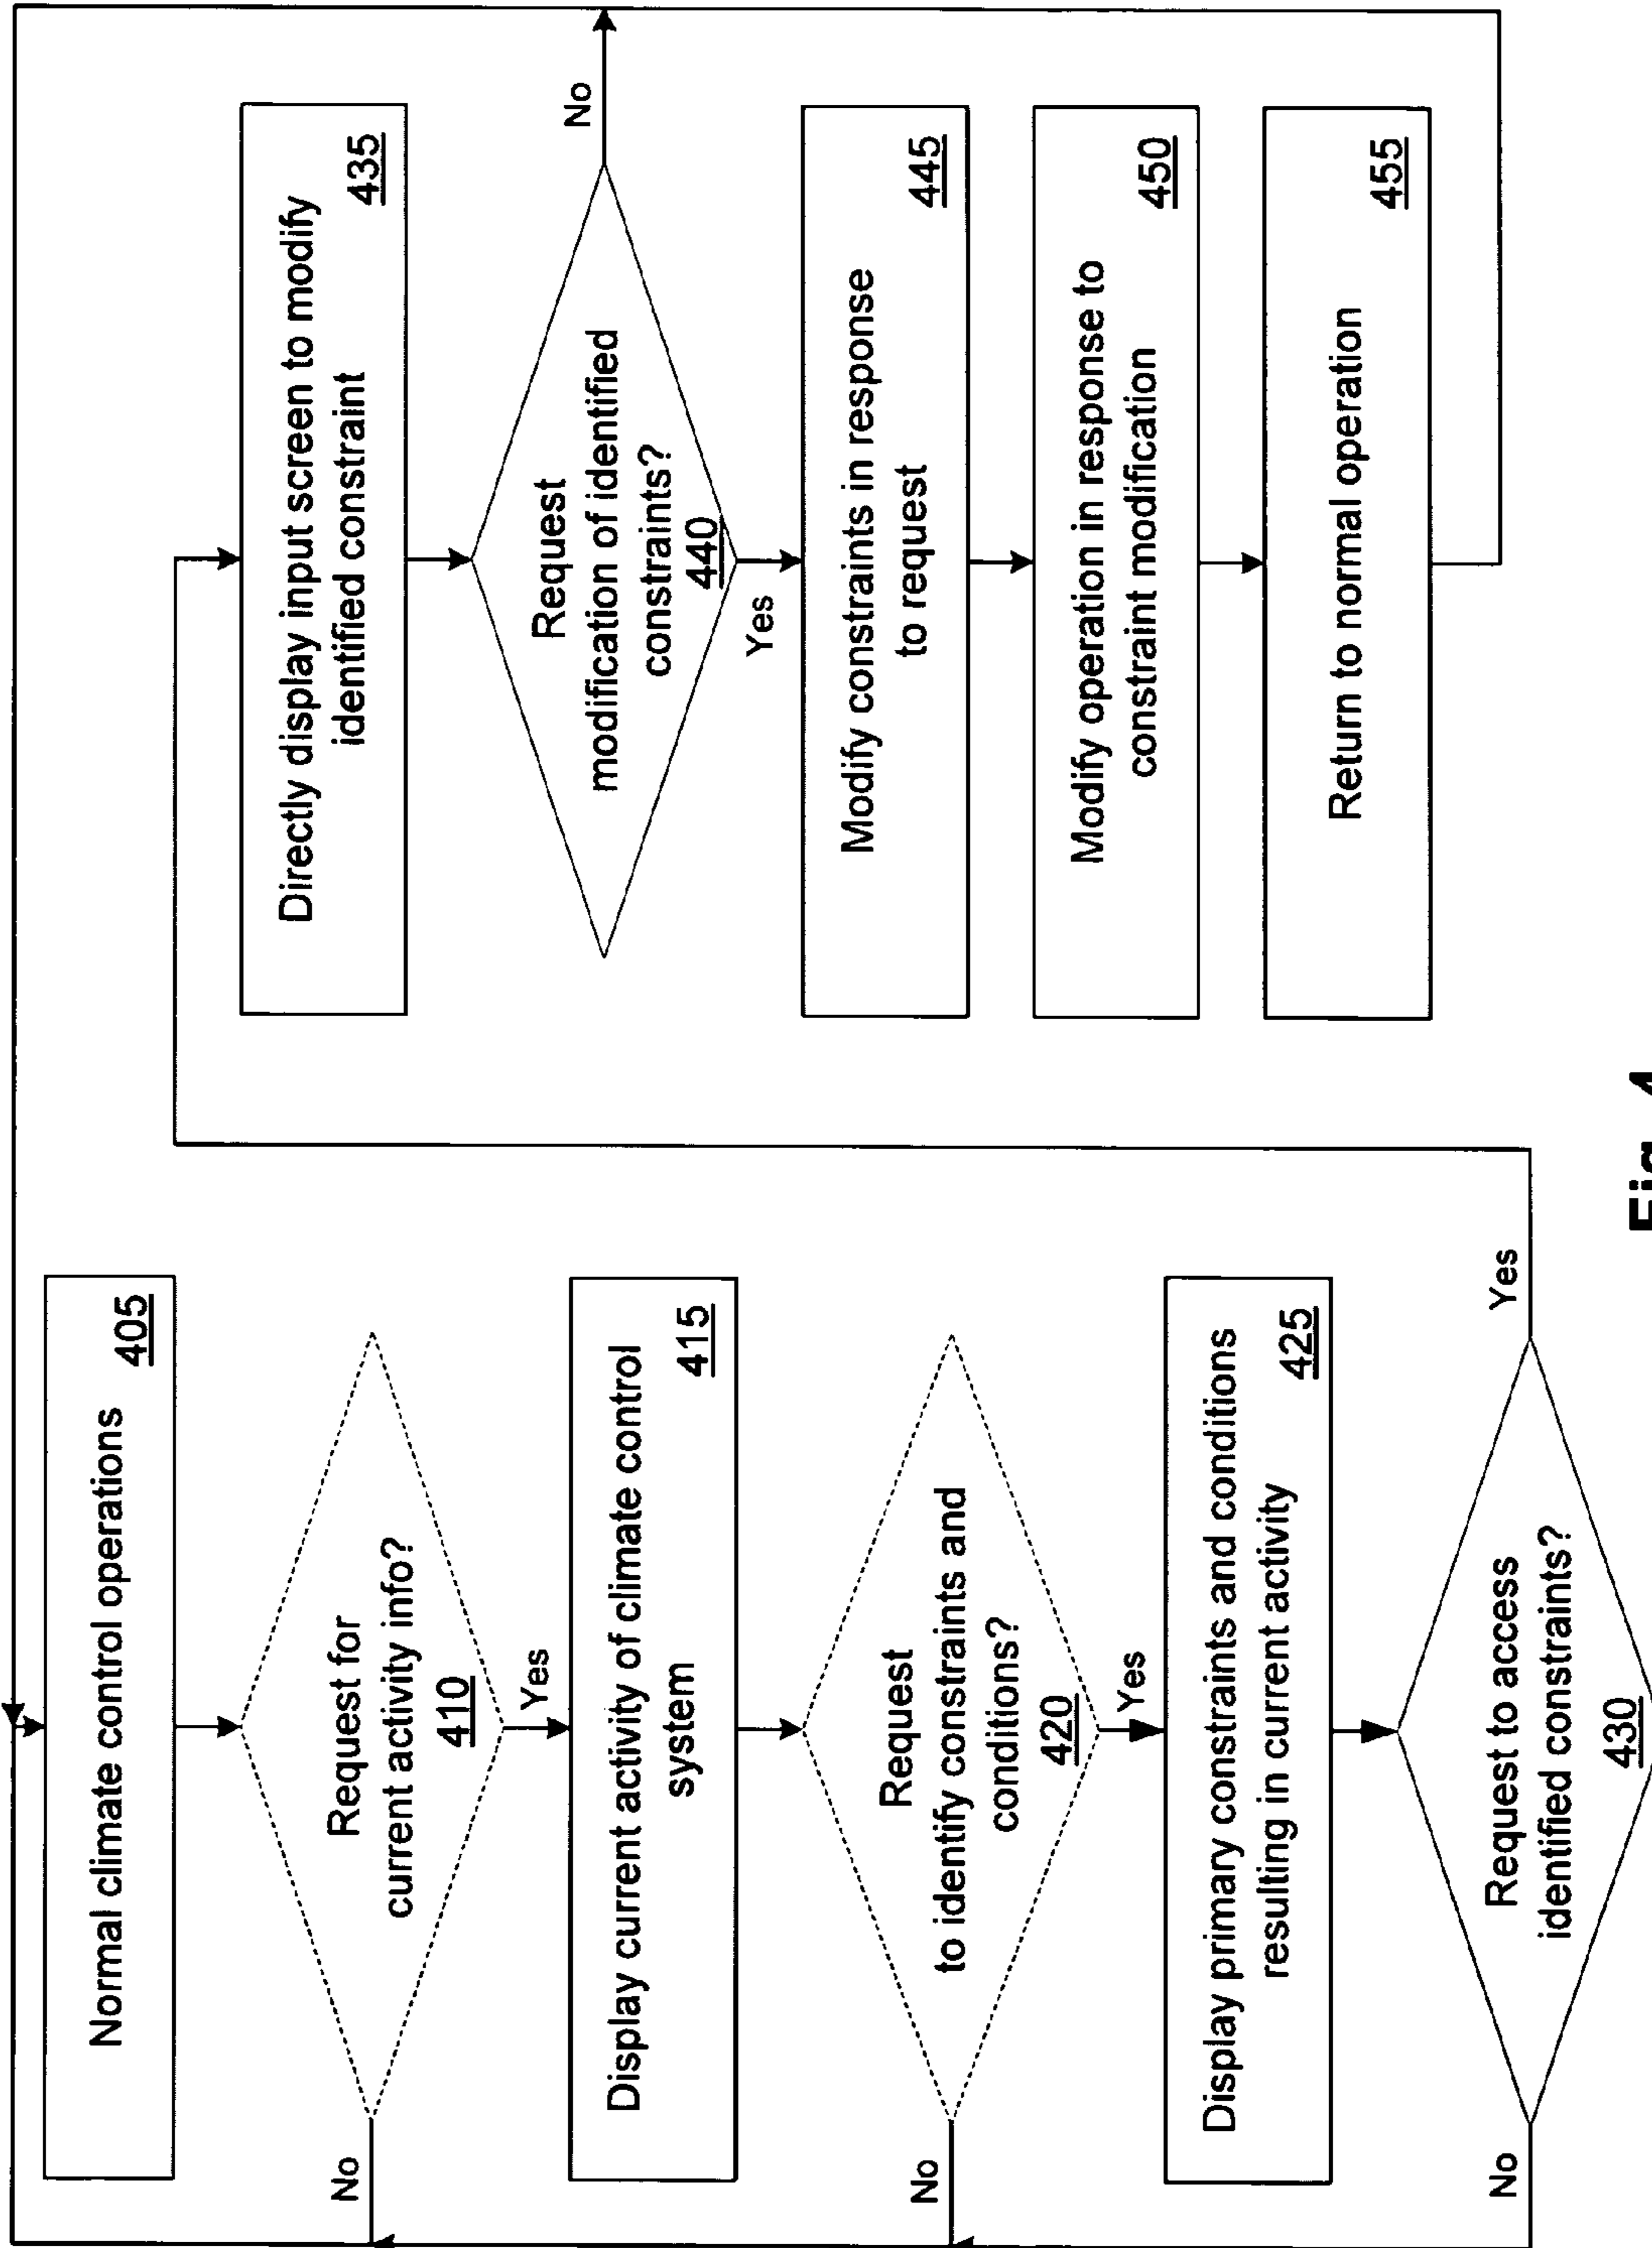 Normal climate control operations
405
Request for
current activity info?
410
No
Yes
Display current activity of climate control
system
415
Request
to identify constraints and
conditions?
420
No
Yes
Display primary constraints and conditions
resulting in current activity
425
Request to access
identified constraints?
430
No
Yes
Directly display input screen to modify
identified constraint
435
Request
modification of identified
constraints?
440
No
Yes
Modify constraints in response
to request
445
Modify operation in response to
constraint modification
450
Return to normal operation
455
Fig. 4